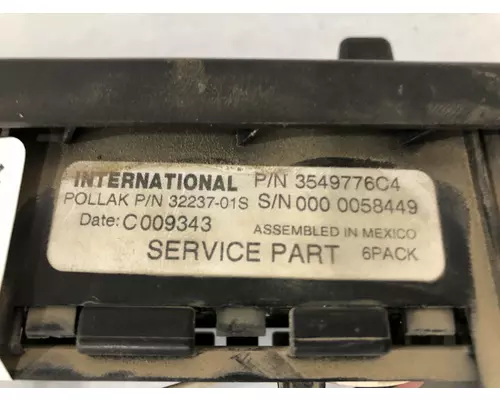 INTERNATIONAL P/N 3549776C4
POLLAK P/N 32237-01S S/N 000 0058449
Date: C009343 ASSEMBLED IN MEXICO
SERVICE PART 6PACK